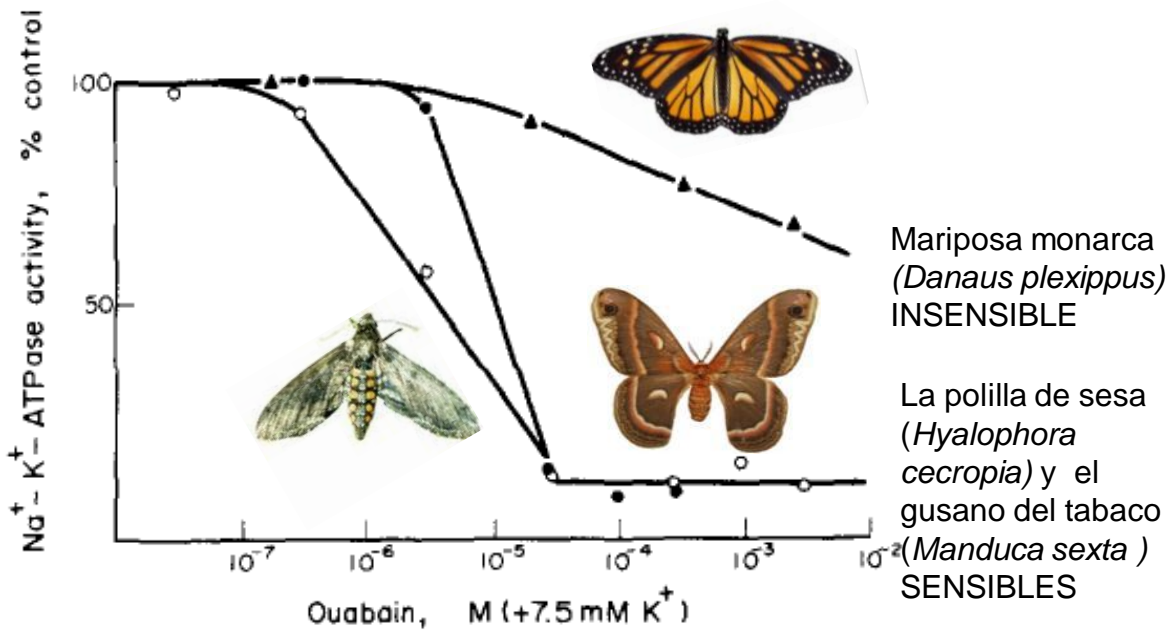 Na+ - K+ - ATPase activity, % control
100
50
10-7
10-6
10-5
10-4
10-3
10-2
Ouabain, M (+7.5 mM K+)
Mariposa monarca
(Danaus plexippus)
INSENSIBLE
La polilla de sesa
(Hyalophora
cecropia) y el
gusano del tabaco
(Manduca sexta )
SENSIBLES